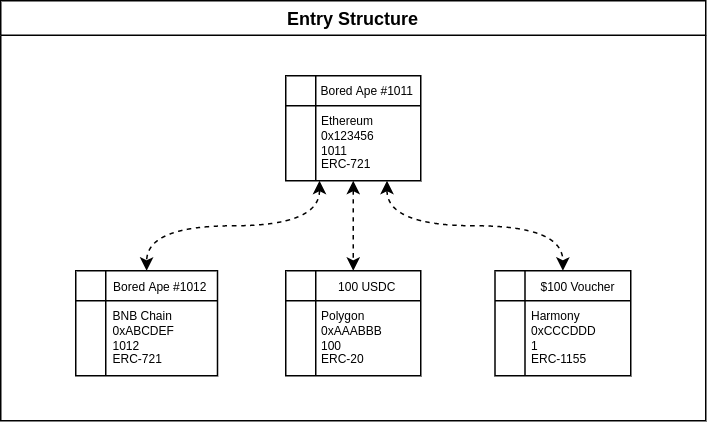 Entry Structure
Bored Ape #1011
Ethereum
0x123456
1011
ERC-721
Bored Ape #1012
BNB Chain
0xABCDEF
1012
ERC-721
100 USDC
Polygon
0xAAABBB
100
ERC-20
$100 Voucher
Harmony
0xCCCDDD
1
ERC-1155